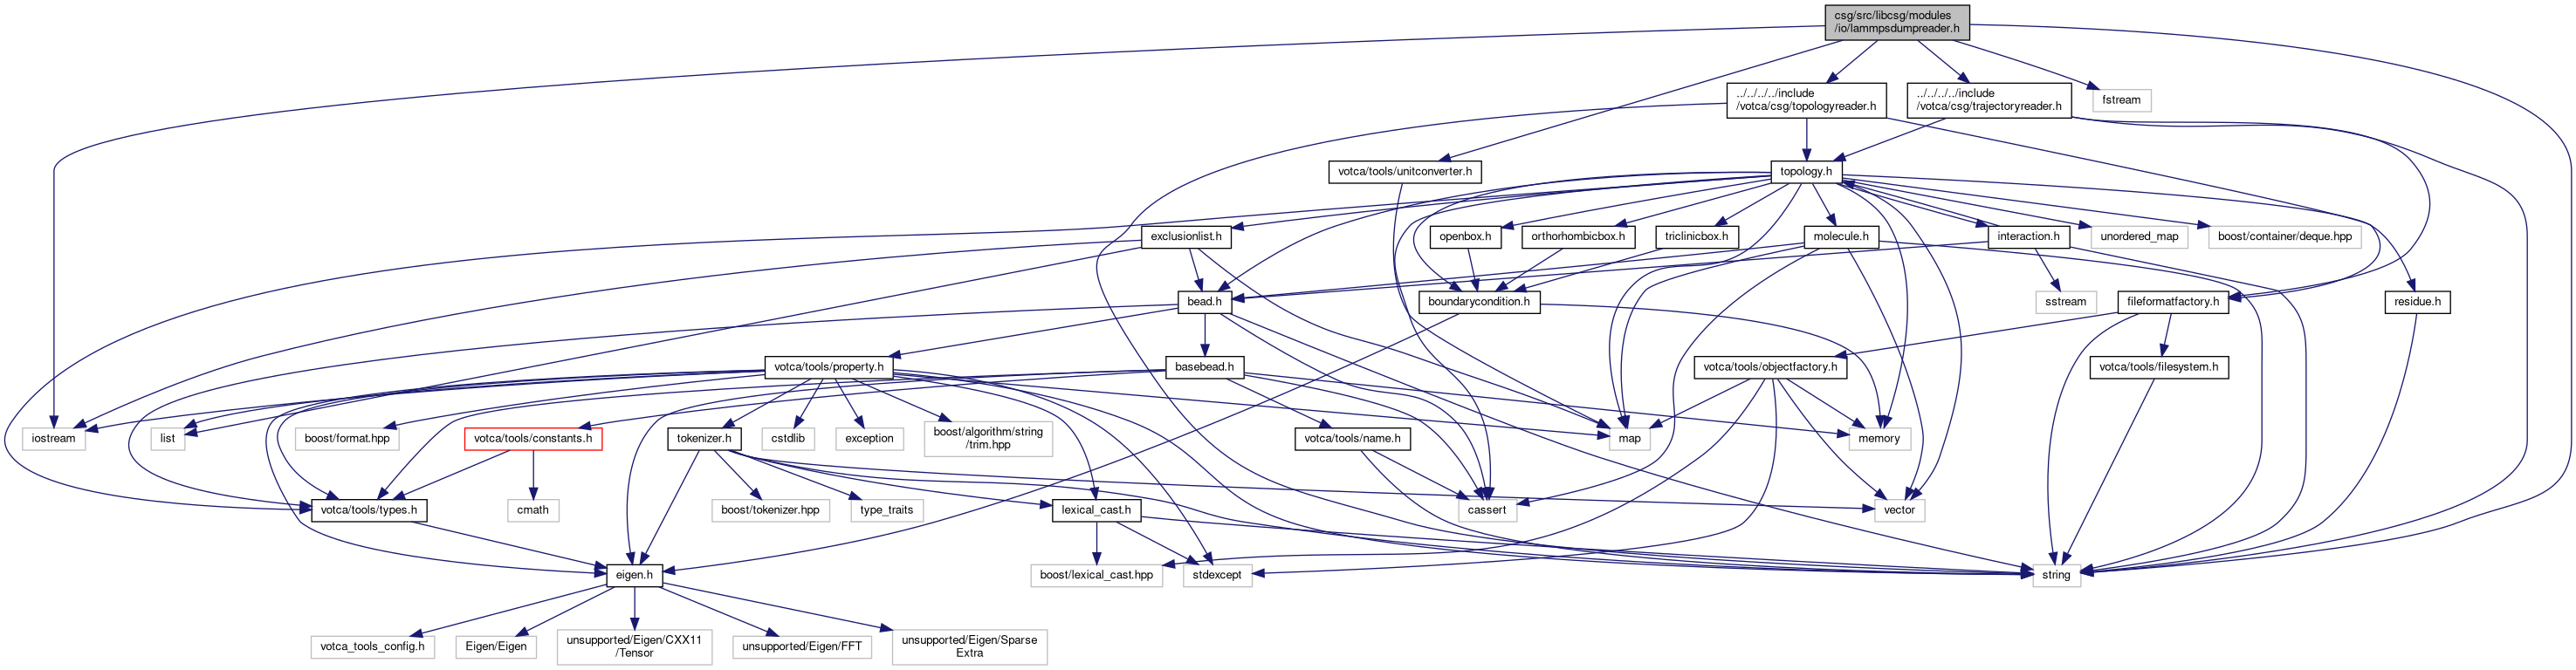 csg/src/libcsg/modules
/io/lammpsdumpreader.h
../../../../include
/votca/csg/topologyreader.h
../../../../include
/votca/csg/trajectoryreader.h
fstream
votca/tools/unitconverter.h
topology.h
exclusionlist.h
openbox.h
orthorhombicbox.h
triclinicbox.h
molecule.h
interaction.h
unordered_map
boost/container/deque.hpp
bead.h
boundarycondition.h
sstream
fileformatfactory.h
residue.h
votca/tools/property.h
basebead.h
votca/tools/objectfactory.h
votca/tools/filesystem.h
iostream
list
boost/format.hpp
votca/tools/constants.h
tokenizer.h
cstdlib
exception
boost/algorithm/string
/trim.hpp
votca/tools/name.h
map
memory
votca/tools/types.h
cmath
boost/tokenizer.hpp
type_traits
lexical_cast.h
cassert
vector
eigen.h
boost/lexical_cast.hpp
stdexcept
string
votca_tools_config.h
Eigen/Eigen
unsupported/Eigen/CXX11
/Tensor
unsupported/Eigen/FFT
unsupported/Eigen/Sparse
Extra